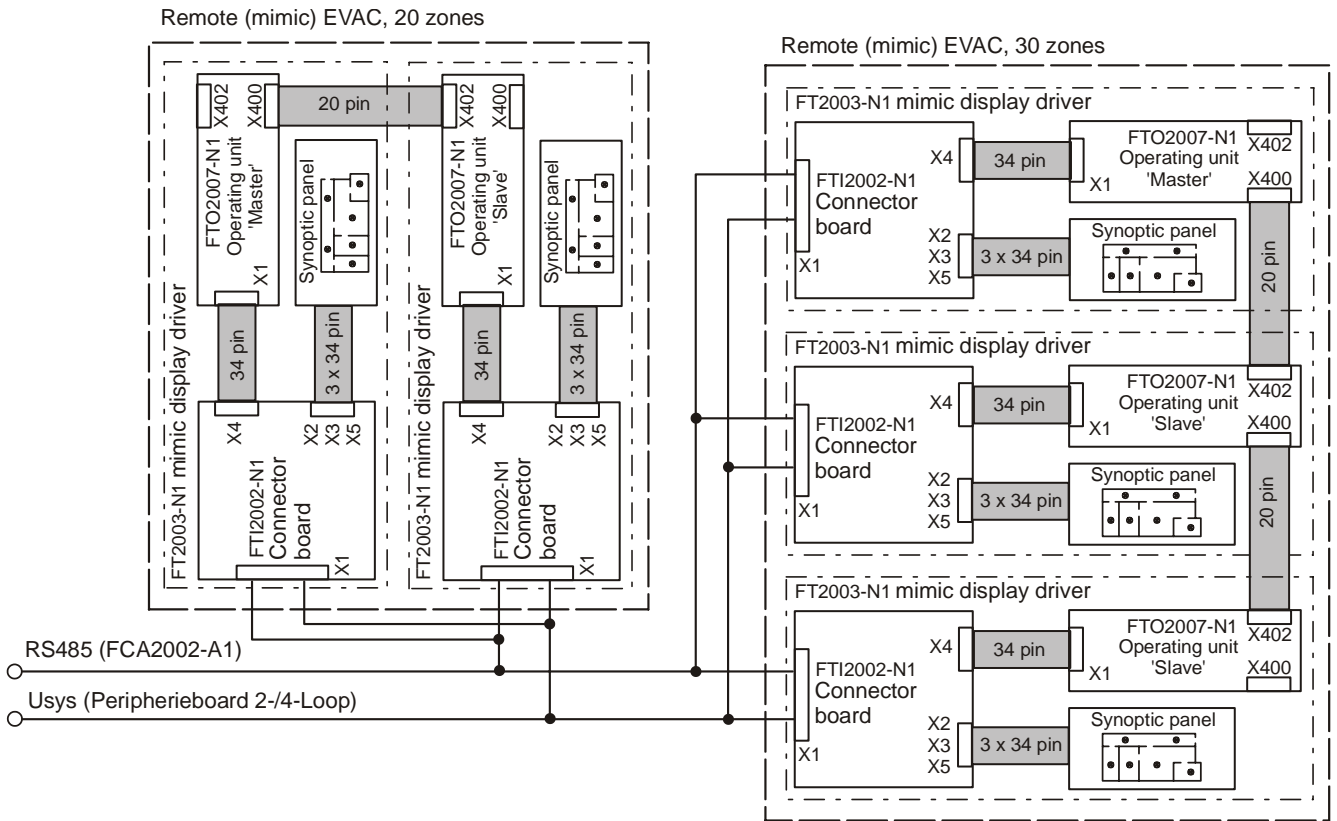 Remote (mimic) EVAC, 20 zones
X402
X400
20 pin
X402
X400
FTO2007-N1
Operating unit
'Master'
X1
Synoptic panel
FTO2007-N1
Operating unit
'Slave'
X1
Synoptic panel
34 pin
3 x 34 pin
34 pin
3 x 34 pin
FT2003-N1 mimic display driver
X4
X2
X3
X5
FTI2002-N1
Connector
board
X1
FT2003-N1 mimic display driver
X4
X2
X3
X5
FTI2002-N1
Connector
board
X1
RS485 (FCA2002-A1)
Usys (Peripherieboard 2-/4-Loop)
Remote (mimic) EVAC, 30 zones
FT2003-N1 mimic display driver
FTI2002-N1
Connector
board
X1
X4
34 pin
X1
FTO2007-N1
Operating unit
'Master'
X402
X400
X2
X3
X5
3 x 34 pin
Synoptic panel
20 pin
FT2003-N1 mimic display driver
FTI2002-N1
Connector
board
X1
X4
34 pin
X1
FTO2007-N1
Operating unit
'Slave'
X402
X400
X2
X3
X5
3 x 34 pin
Synoptic panel
20 pin
FT2003-N1 mimic display driver
FTI2002-N1
Connector
board
X1
X4
34 pin
X1
FTO2007-N1
Operating unit
'Slave'
X402
X400
X2
X3
X5
3 x 34 pin
Synoptic panel